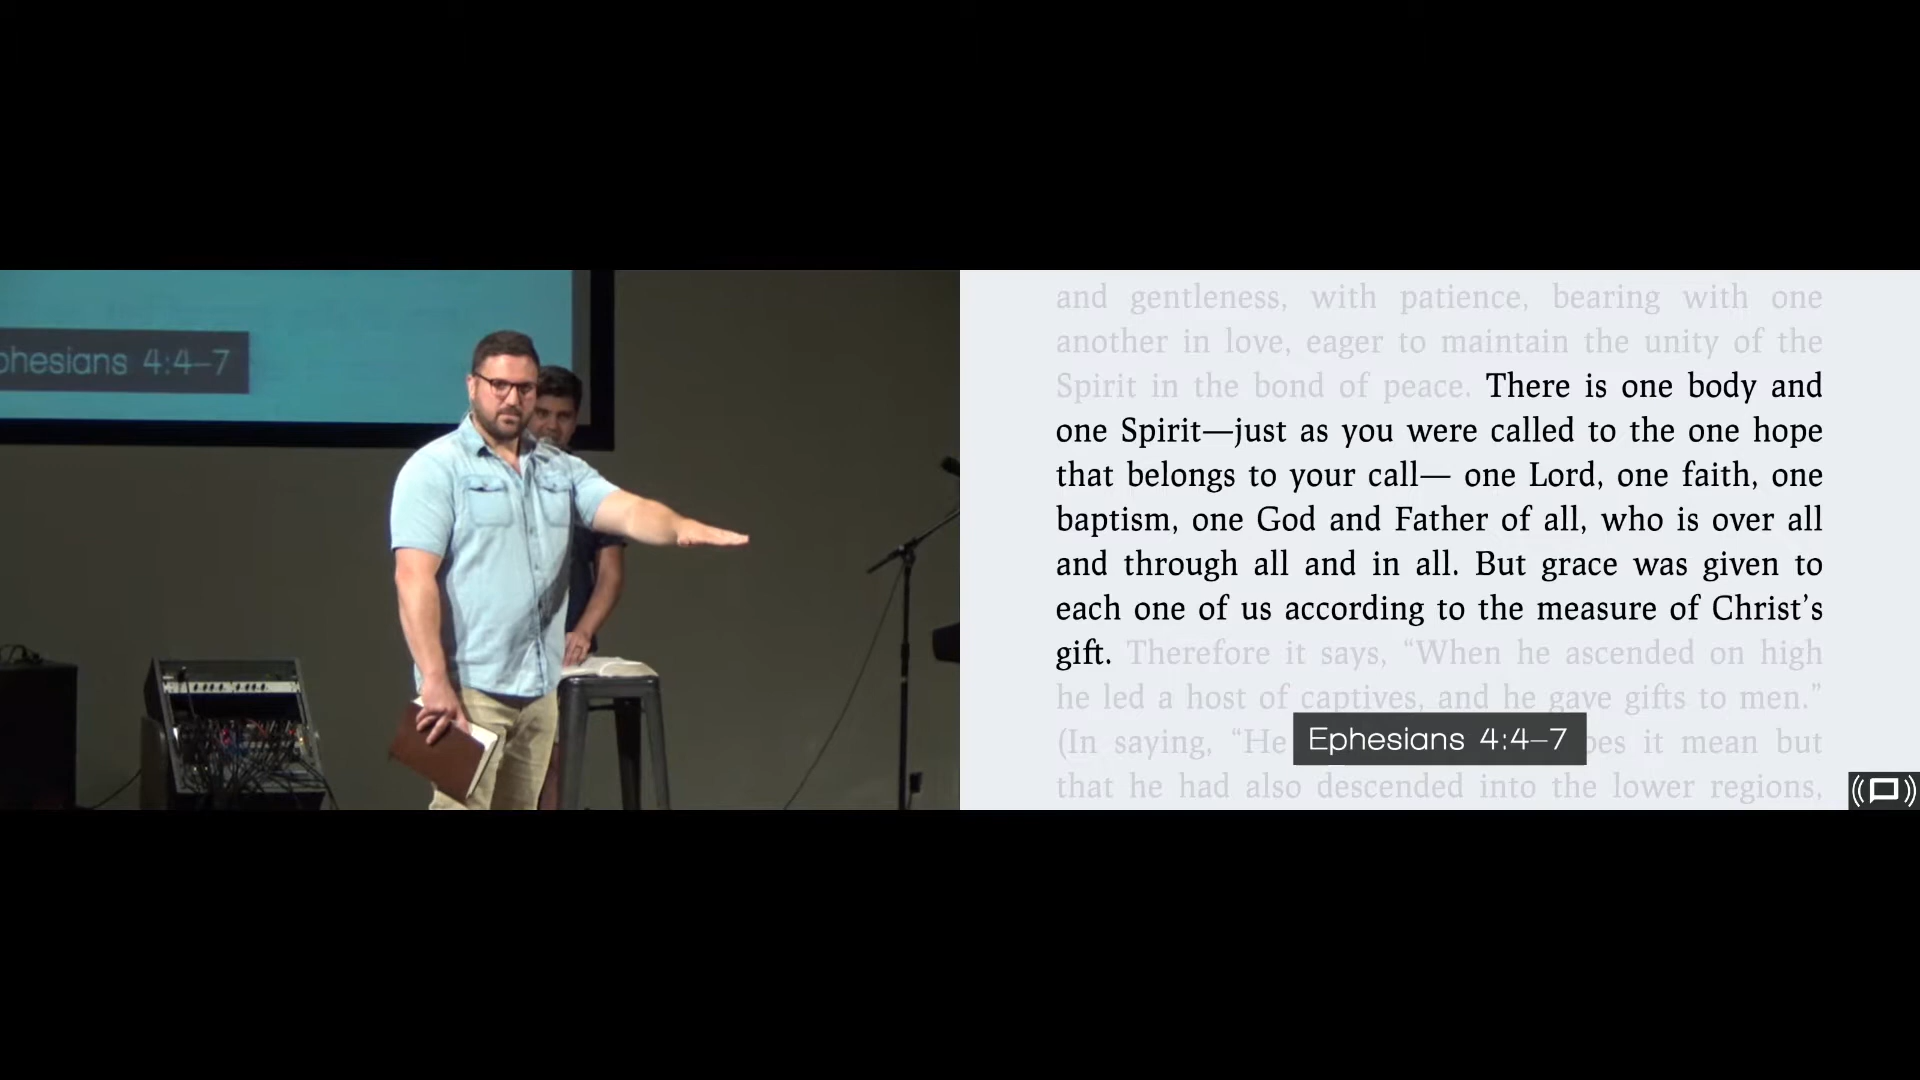 phesians 4:4–7
and gentleness, with patience, bearing with one
another in love, eager to maintain the unity of the
Spirit in the bond of peace. There is one body and
one Spirit—just as you were called to the one hope
that belongs to your call— one Lord, one faith, one
baptism, one God and Father of all, who is over all
and through all and in all. But grace was given to
each one of us according to the measure of Christ’s
gift. Therefore it says, “When he ascended on high
he led a host of captives, and he gave gifts to men.”
(In saying, “He oes it mean but
Ephesians 4:4–7
that he had also descended into the lower regions,